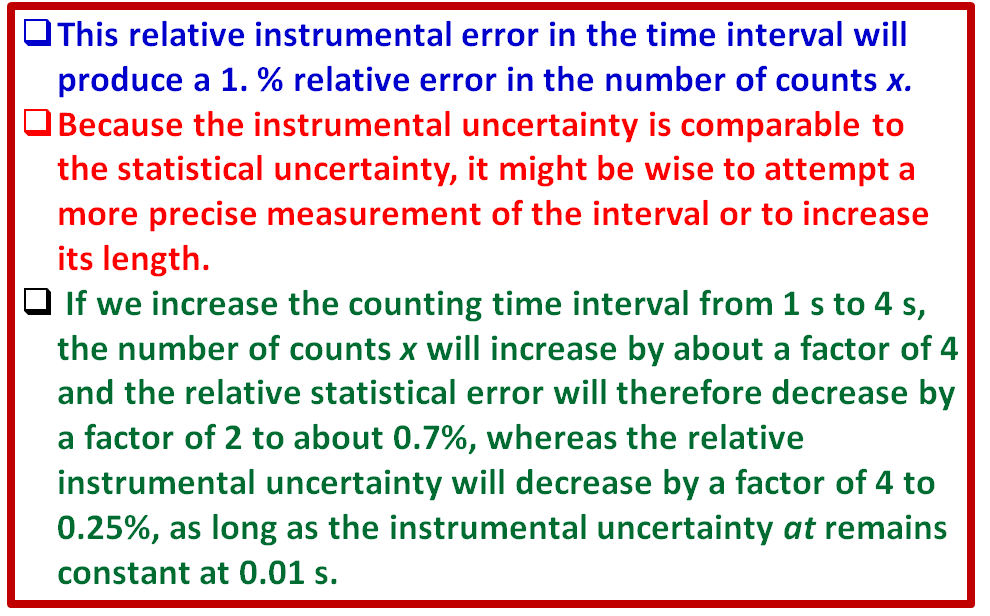 ❑ This relative instrumental error in the time interval will
produce a 1. % relative error in the number of counts x.
❑ Because the instrumental uncertainty is comparable to
the statistical uncertainty, it might be wise to attempt a
more precise measurement of the interval or to increase
its length.
❑ If we increase the counting time interval from 1 s to 4 s,
the number of counts x will increase by about a factor of 4
and the relative statistical error will therefore decrease by
a factor of 2 to about 0.7%, whereas the relative
instrumental uncertainty will decrease by a factor of 4 to
0.25%, as long as the instrumental uncertainty at remains
constant at 0.01 s.